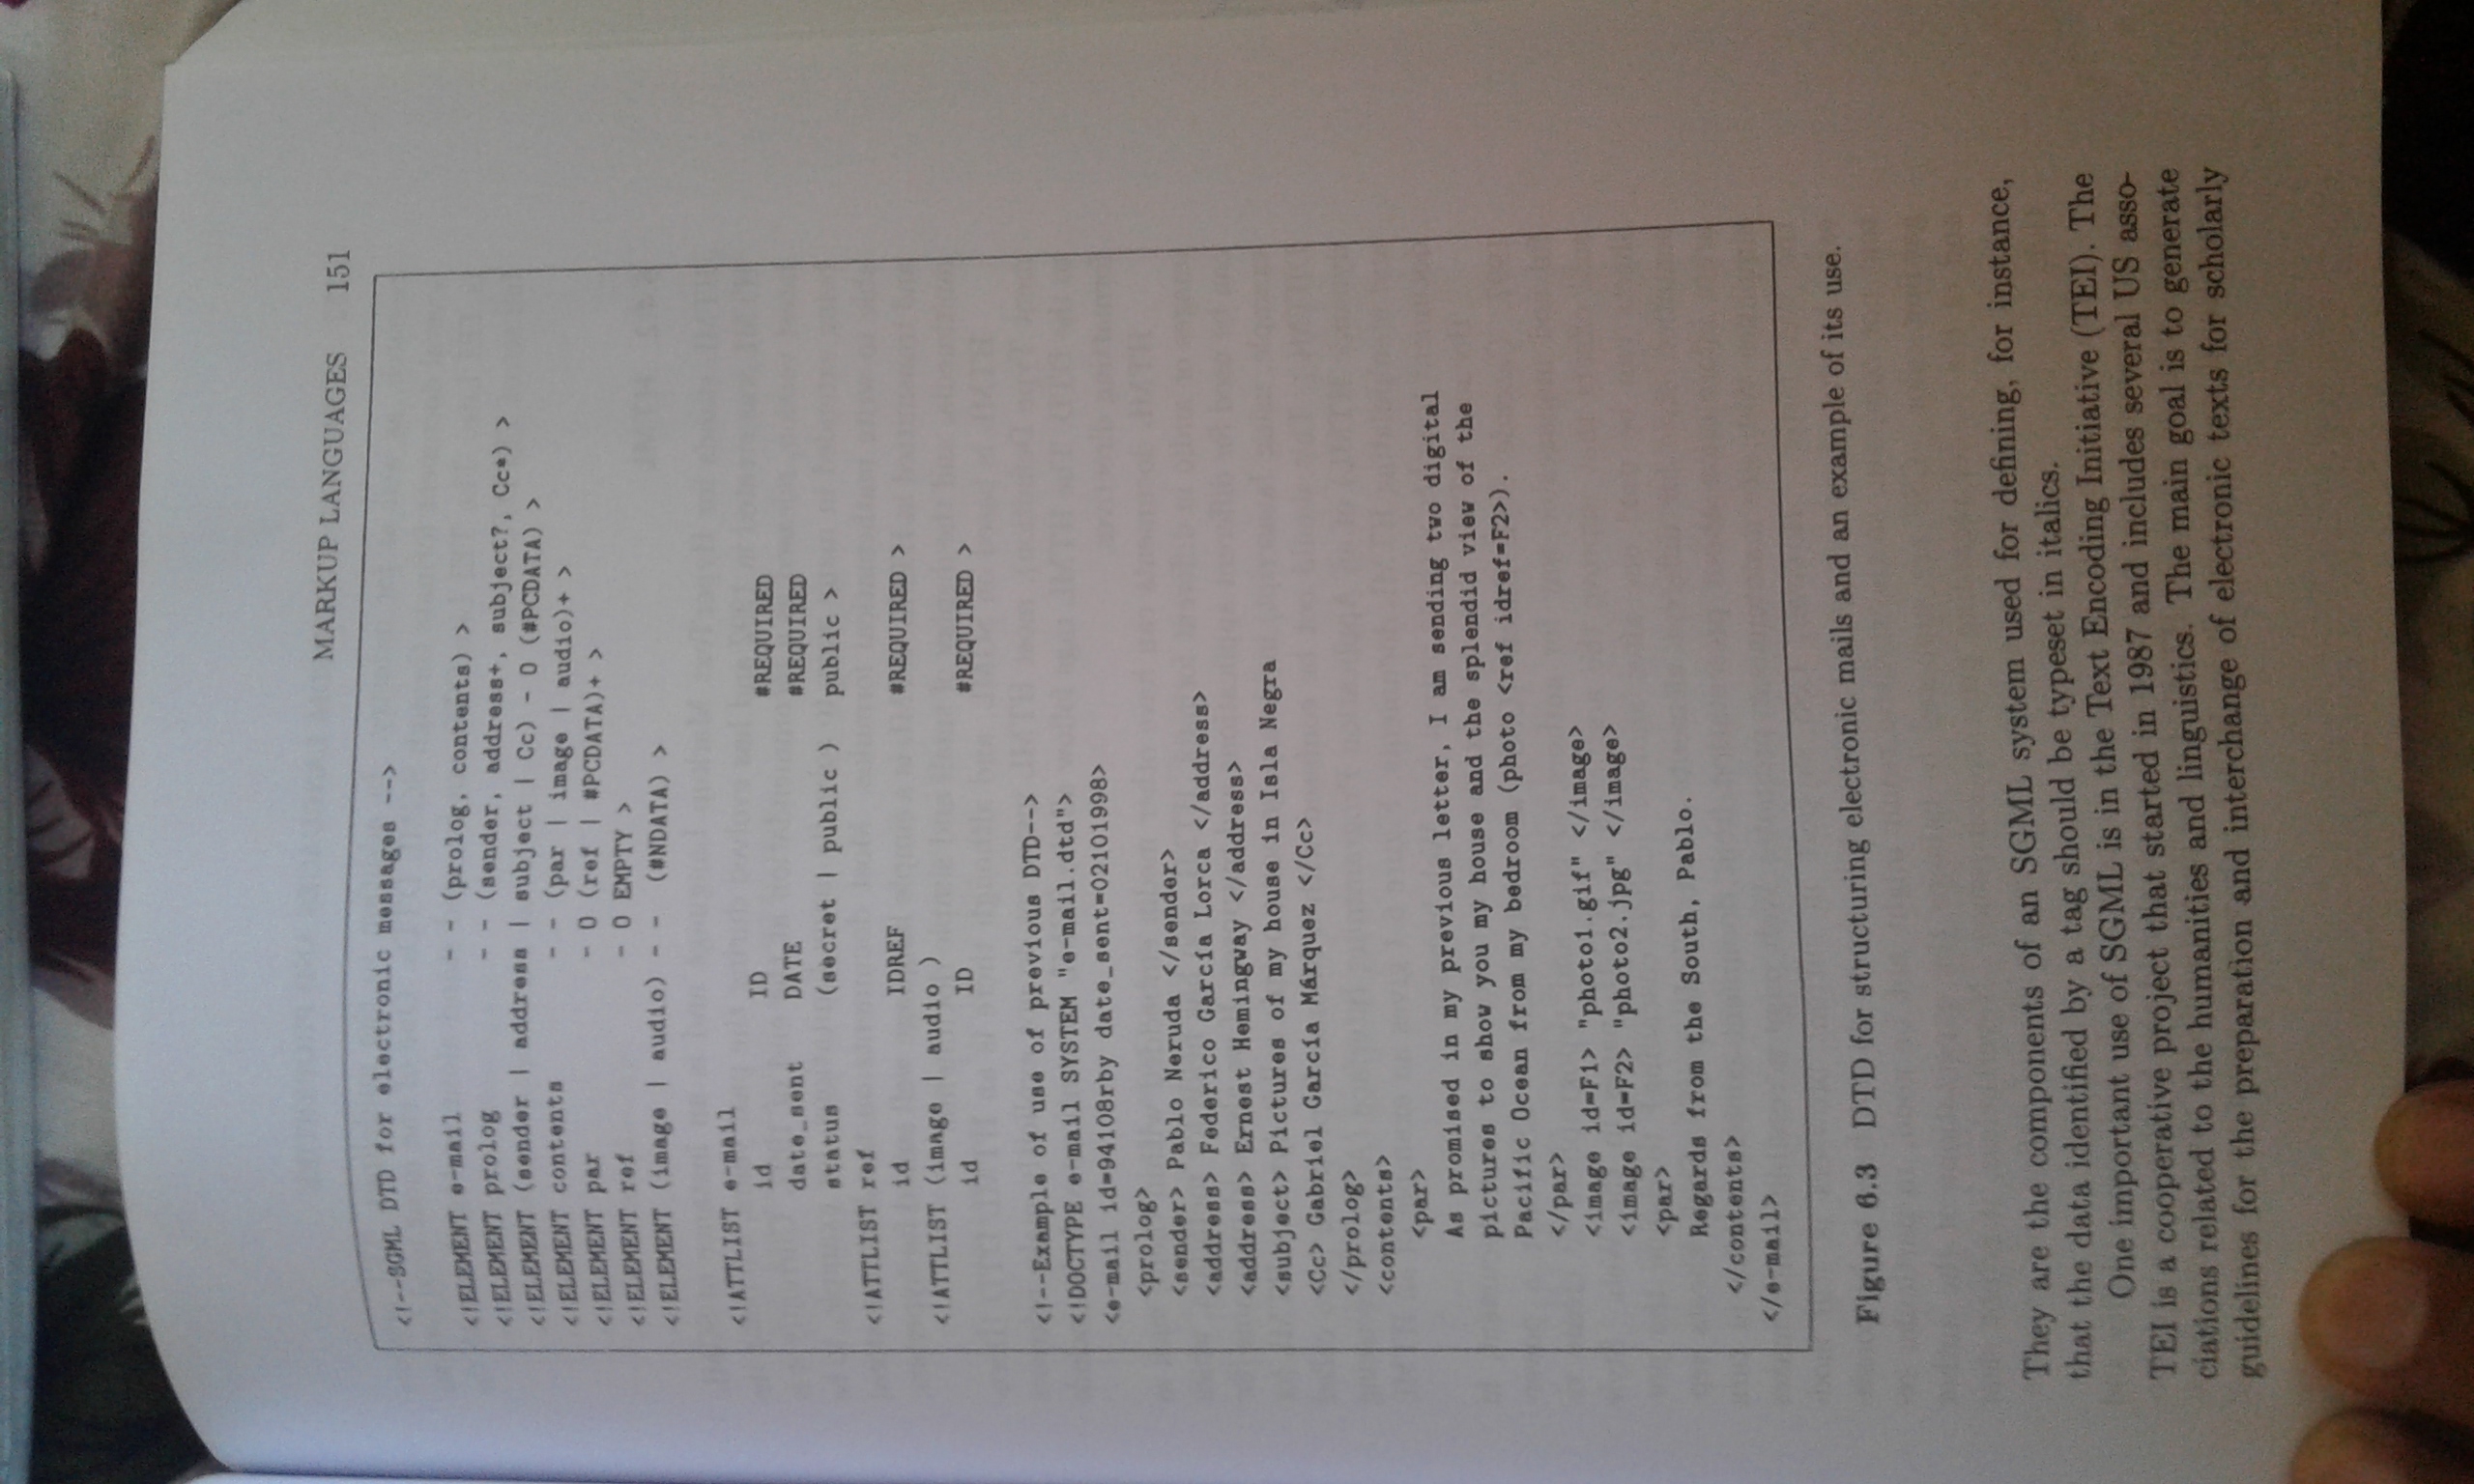 MARKUP LANGUAGES 151
<!--SGML DTD for electronic messages -->
<!ELEMENT e-mail - - (prolog, contents) >
<!ELEMENT prolog - - (sender, address+, subject?, Cc*) >
<!ELEMENT (sender | address | subject | Cc) - O (#PCDATA) >
<!ELEMENT contents - - (par | image | audio)+ >
<!ELEMENT par - O (ref | #PCDATA)+ >
<!ELEMENT ref - O EMPTY >
<!ELEMENT (image | audio) - - (#NDATA) >
<!ATTLIST e-mail
id ID #REQUIRED
date_sent DATE #REQUIRED
status (secret | public ) public >
<!ATTLIST ref
id IDREF #REQUIRED >
<!ATTLIST (image | audio )
id ID #REQUIRED >
<!--Example of use of previous DTD-->
<!DOCTYPE e-mail SYSTEM "e-mail.dtd">
<e-mail id=94108rby date_sent=02101998>
<prolog>
<sender> Pablo Neruda </sender>
<address> Federico García Lorca </address>
<address> Ernest Hemingway </address>
<subject> Pictures of my house in Isla Negra
<Cc> Gabriel García Márquez </Cc>
</prolog>
<contents>
<par>
As promised in my previous letter, I am sending two digital
pictures to show you my house and the splendid view of the
Pacific Ocean from my bedroom (photo <ref idref=F2>).
</par>
<image id=F1> "photo1.gif" </image>
<image id=F2> "photo2.jpg" </image>
<par>
Regards from the South, Pablo.
</contents>
</e-mail>
Figure 6.3 DTD for structuring electronic mails and an example of its use.
They are the components of an SGML system used for defining, for instance,
that the data identified by a tag should be typeset in italics.
One important use of SGML is in the Text Encoding Initiative (TEI). The
TEI is a cooperative project that started in 1987 and includes several US asso-
ciations related to the humanities and linguistics. The main goal is to generate
guidelines for the preparation and interchange of electronic texts for scholarly